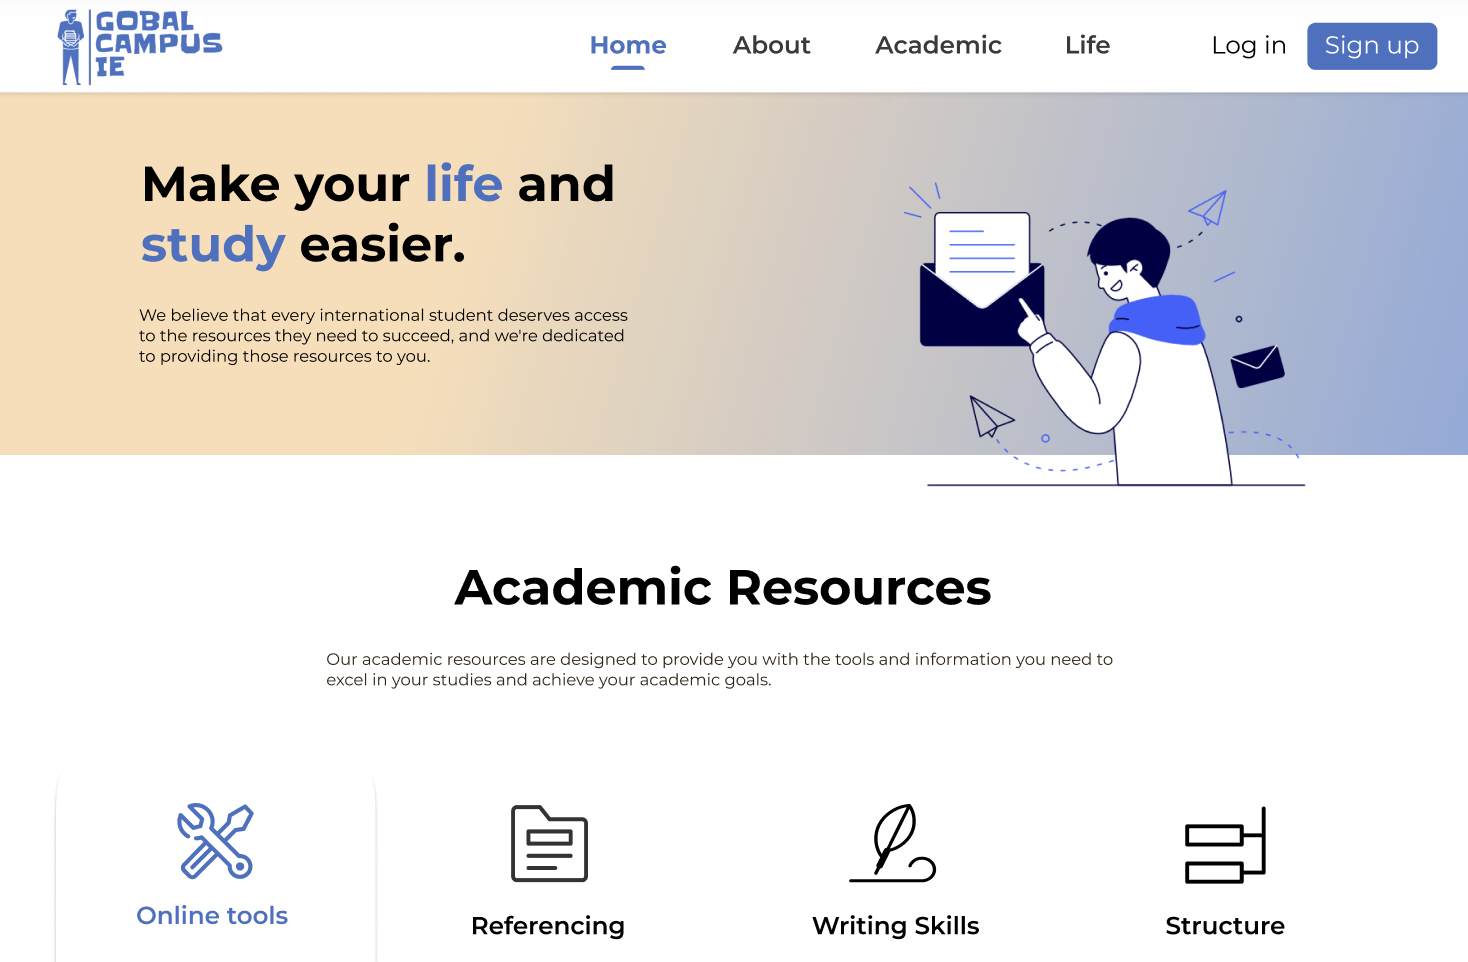 GOBAL
CAMPUS
IE
Home
About
Academic
Life
Log in
Sign up
Make your life and
study easier.
We believe that every international student deserves access
to the resources they need to succeed, and we're dedicated
to providing those resources to you.
Academic Resources
Our academic resources are designed to provide you with the tools and information you need to
excel in your studies and achieve your academic goals.
Online tools
Referencing
Writing Skills
Structure